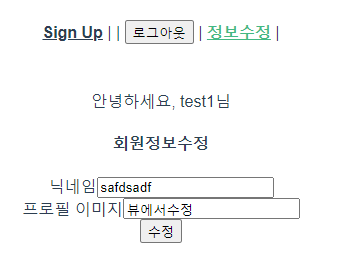 Sign Up | | 로그아웃 | 정보수정 |
안녕하세요, test1님
회원정보수정
닉네임 safdsadf
프로필 이미지 뷰에서수정
수정